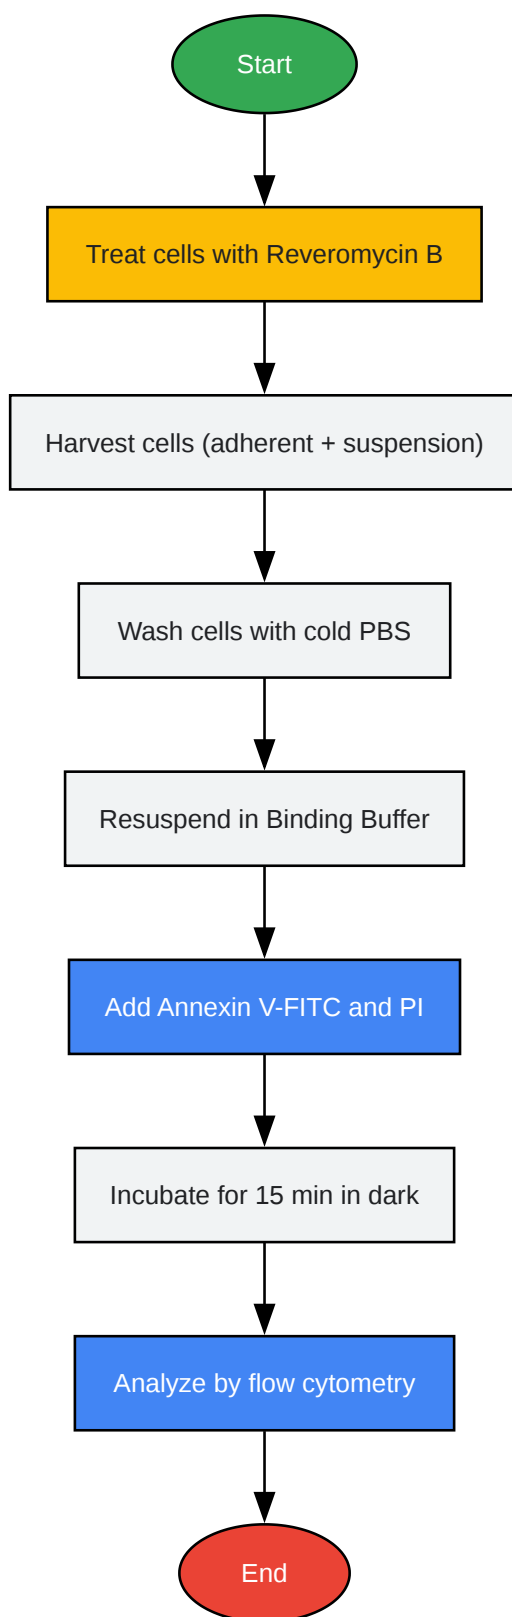 Start
Treat cells with Reveromycin B
Harvest cells (adherent + suspension)
Wash cells with cold PBS
Resuspend in Binding Buffer
Add Annexin V-FITC and PI
Incubate for 15 min in dark
Analyze by flow cytometry
End